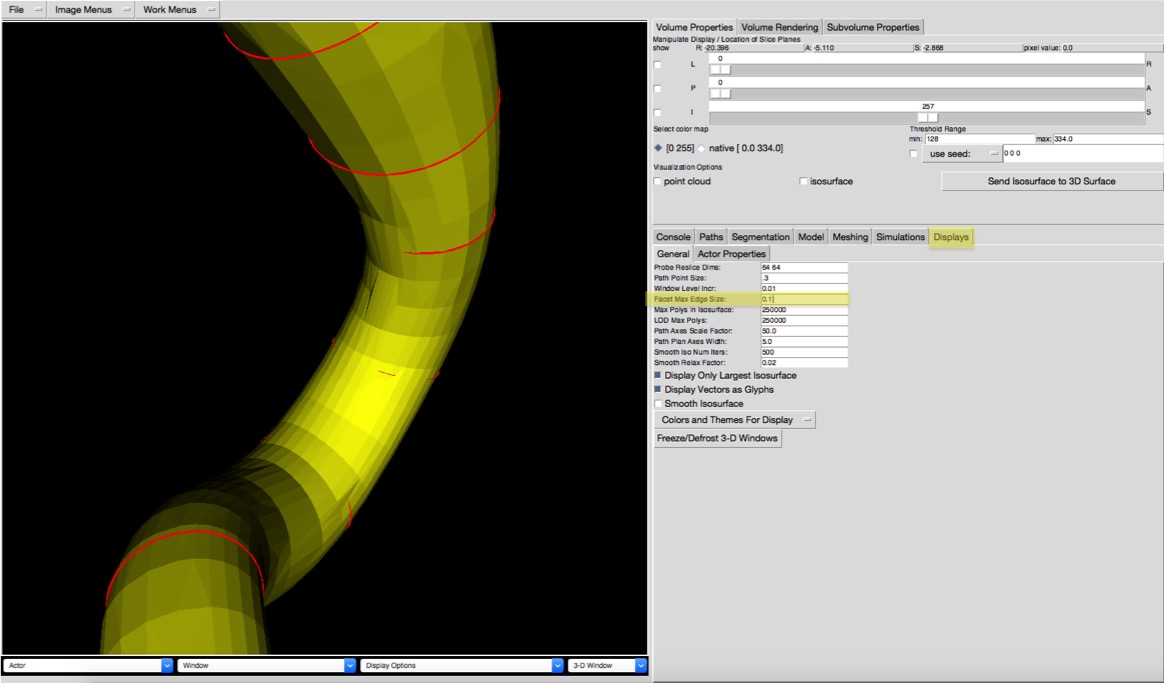 File Image Menus Work Menus
Volume Properties Volume Rendering Subvolume Properties
Manipulate Display / Location of Slice Planes
show R: -20.396 A: -5.110 S: -2.868 pixel value: 0.0
0
L R
0
P A
257
I S
Select color map Threshold Range
min: 128 max: 334.0
[0 255] native [ 0.0 334.0] use seed: 0 0 0
Visualization Options
point cloud isosurface Send Isosurface to 3D Surface
Console Paths Segmentation Model Meshing Simulations Displays
General Actor Properties
Probe Reslice Dims: 64 64
Path Point Size: .3
Window Level Incr: 0.01
Facet Max Edge Size: 0.1
Max Polys in Isosurface: 250000
LOD Max Polys: 250000
Path Axes Scale Factor: 50.0
Path Plan Axes Width: 5.0
Smooth Iso Num Iters: 500
Smooth Relax Factor: 0.02
Display Only Largest Isosurface
Display Vectors as Glyphs
Smooth Isosurface
Colors and Themes For Display
Freeze/Defrost 3-D Windows
Actor Window Display Options 3-D Window